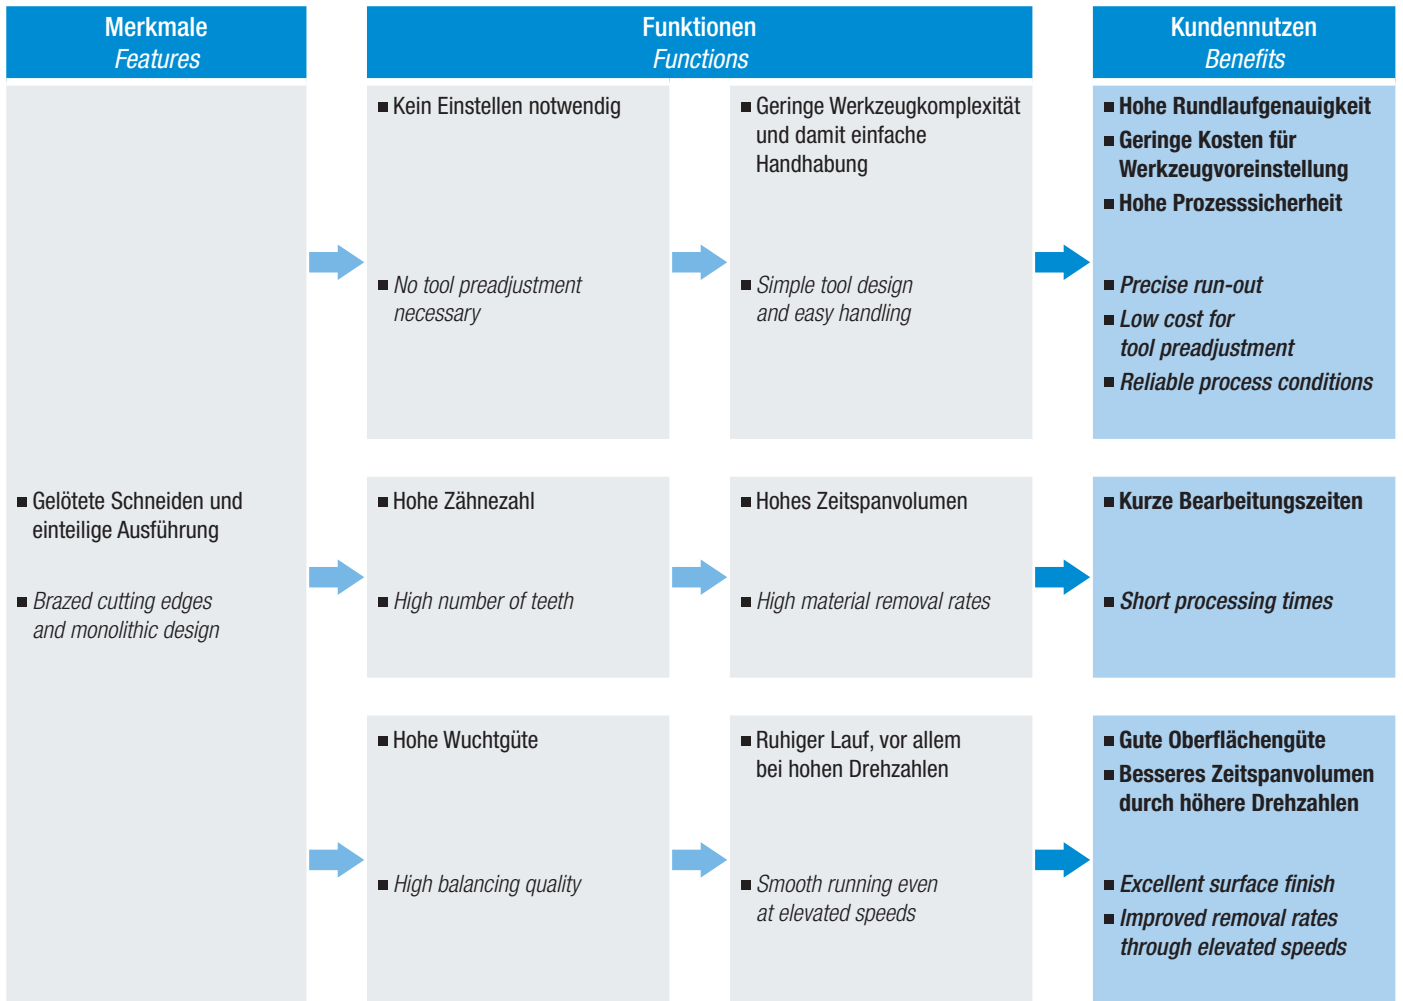 Merkmale
Features
Funktionen
Functions
Kundennutzen
Benefits
■ Gelötete Schneiden und
einteilige Ausführung
■ Brazed cutting edges
and monolithic design
■ Kein Einstellen notwendig
■ No tool preadjustment
necessary
■ Geringe Werkzeugkomplexität
und damit einfache
Handhabung
■ Simple tool design
and easy handling
■ Hohe Rundlaufgenauigkeit
■ Geringe Kosten für
Werkzeugvoreinstellung
■ Hohe Prozesssicherheit
■ Precise run-out
■ Low cost for
tool preadjustment
■ Reliable process conditions
■ Hohe Zähnezahl
■ High number of teeth
■ Hohes Zeitspanvolumen
■ High material removal rates
■ Kurze Bearbeitungszeiten
■ Short processing times
■ Hohe Wuchtgüte
■ High balancing quality
■ Ruhiger Lauf, vor allem
bei hohen Drehzahlen
■ Smooth running even
at elevated speeds
■ Gute Oberflächengüte
■ Besseres Zeitspanvolumen
durch höhere Drehzahlen
■ Excellent surface finish
■ Improved removal rates
through elevated speeds